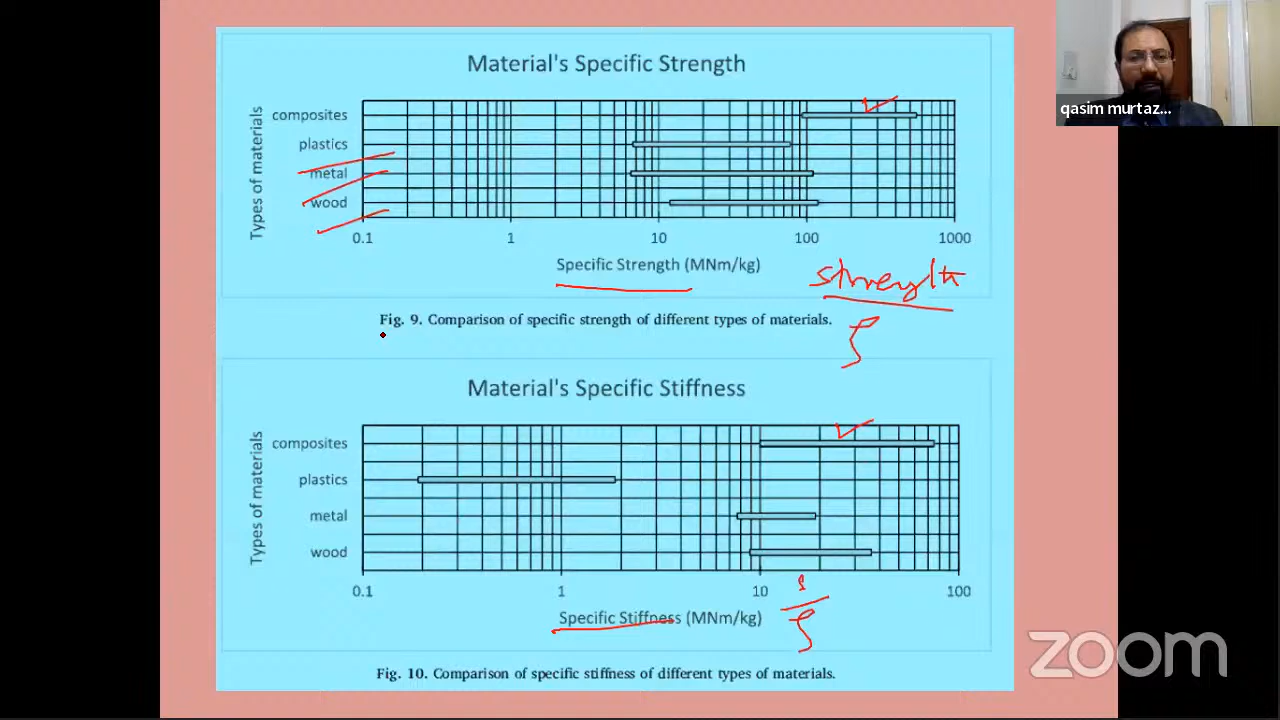 Material's Specific Strength
Types of materials
composites
plastics
metal
wood
0.1 1 10 100 1000
Specific Strength (MNm/kg)
strength
Fig. 9. Comparison of specific strength of different types of materials.
Material's Specific Stiffness
Types of materials
composites
plastics
metal
wood
0.1 1 10 100
Specific Stiffness (MNm/kg)
Fig. 10. Comparison of specific stiffness of different types of materials.
qasim murtaz...
zoom